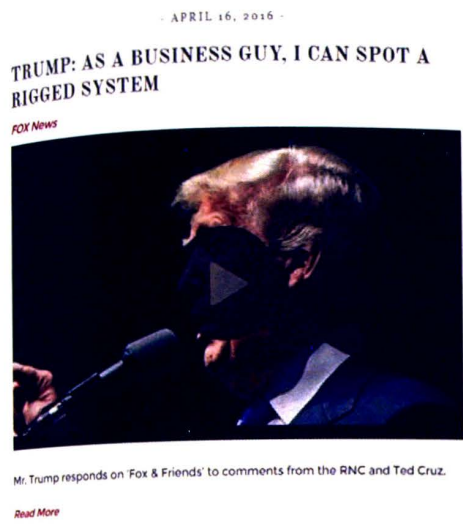 - APRIL 16, 2016 -
TRUMP: AS A BUSINESS GUY, I CAN SPOT A
RIGGED SYSTEM
FOX News
Mr. Trump responds on 'Fox & Friends' to comments from the RNC and Ted Cruz.
Read More